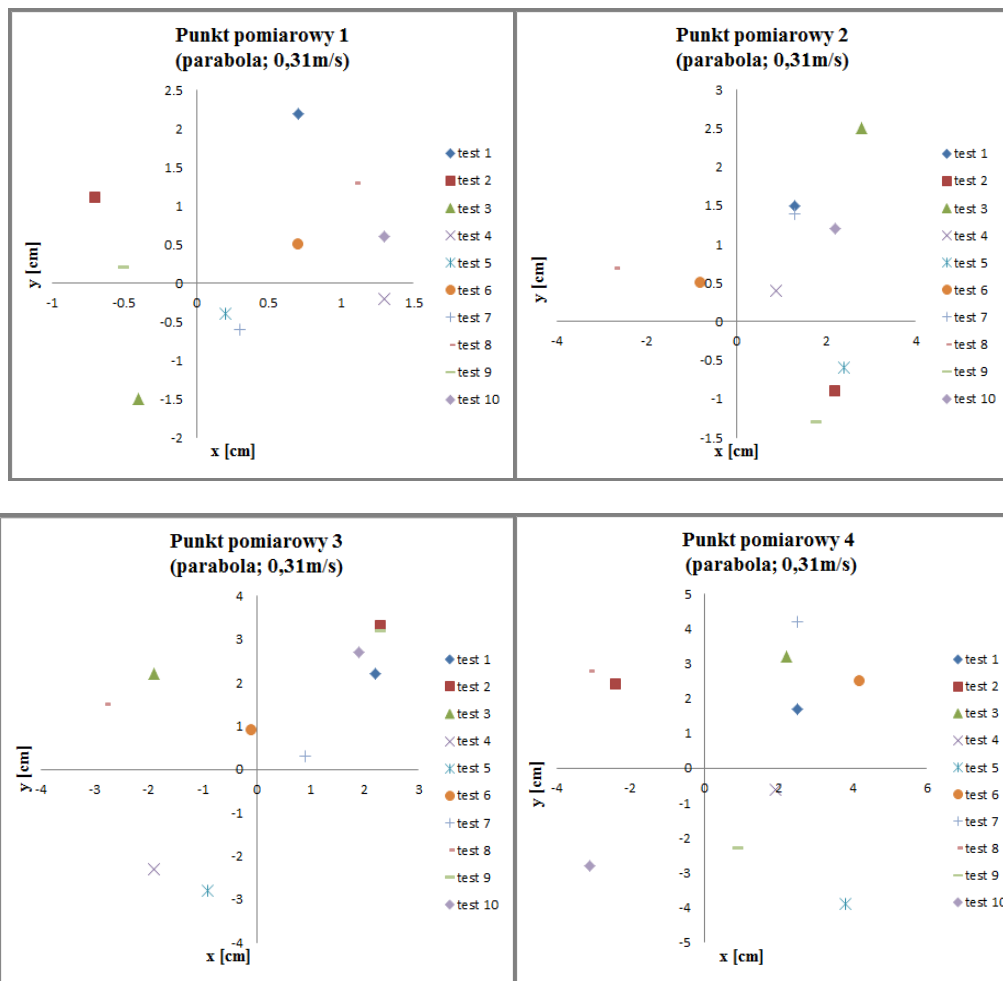 Punkt pomiarowy 1
(parabola; 0,31m/s)
2.5
2
1.5
1
0.5
0
-0.5
-1
-1.5
-2
-1
-0.5
0
0.5
1
1.5
y [cm]
x [cm]
test 1
test 2
test 3
test 4
test 5
test 6
test 7
test 8
test 9
test 10
Punkt pomiarowy 2
(parabola; 0,31m/s)
3
2.5
2
1.5
1
0.5
0
-0.5
-1
-1.5
-4
-2
0
2
4
y [cm]
x [cm]
test 1
test 2
test 3
test 4
test 5
test 6
test 7
test 8
test 9
test 10
Punkt pomiarowy 3
(parabola; 0,31m/s)
4
3
2
1
0
-1
-2
-3
-4
-4
-3
-2
-1
0
1
2
3
y [cm]
x [cm]
test 1
test 2
test 3
test 4
test 5
test 6
test 7
test 8
test 9
test 10
Punkt pomiarowy 4
(parabola; 0,31m/s)
5
4
3
2
1
0
-1
-2
-3
-4
-5
-4
-2
0
2
4
6
y [cm]
x [cm]
test 1
test 2
test 3
test 4
test 5
test 6
test 7
test 8
test 9
test 10